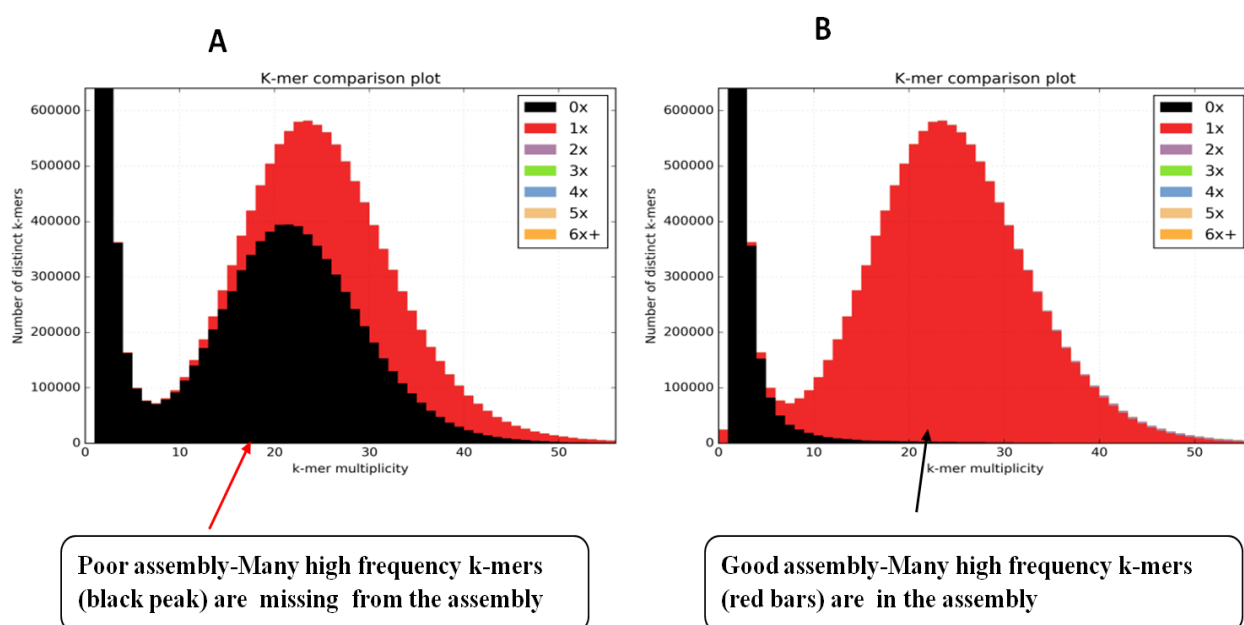 A
K-mer comparison plot
600000
500000
400000
300000
200000
100000
0
Number of distinct k-mers
0x
1x
2x
3x
4x
5x
6x+
0 10 20 30 40 50
k-mer multiplicity
Poor assembly-Many high frequency k-mers
(black peak) are missing from the assembly
B
K-mer comparison plot
600000
500000
400000
300000
200000
100000
0
Number of distinct k-mers
0x
1x
2x
3x
4x
5x
6x+
0 10 20 30 40 50
k-mer multiplicity
Good assembly-Many high frequency k-mers
(red bars) are in the assembly